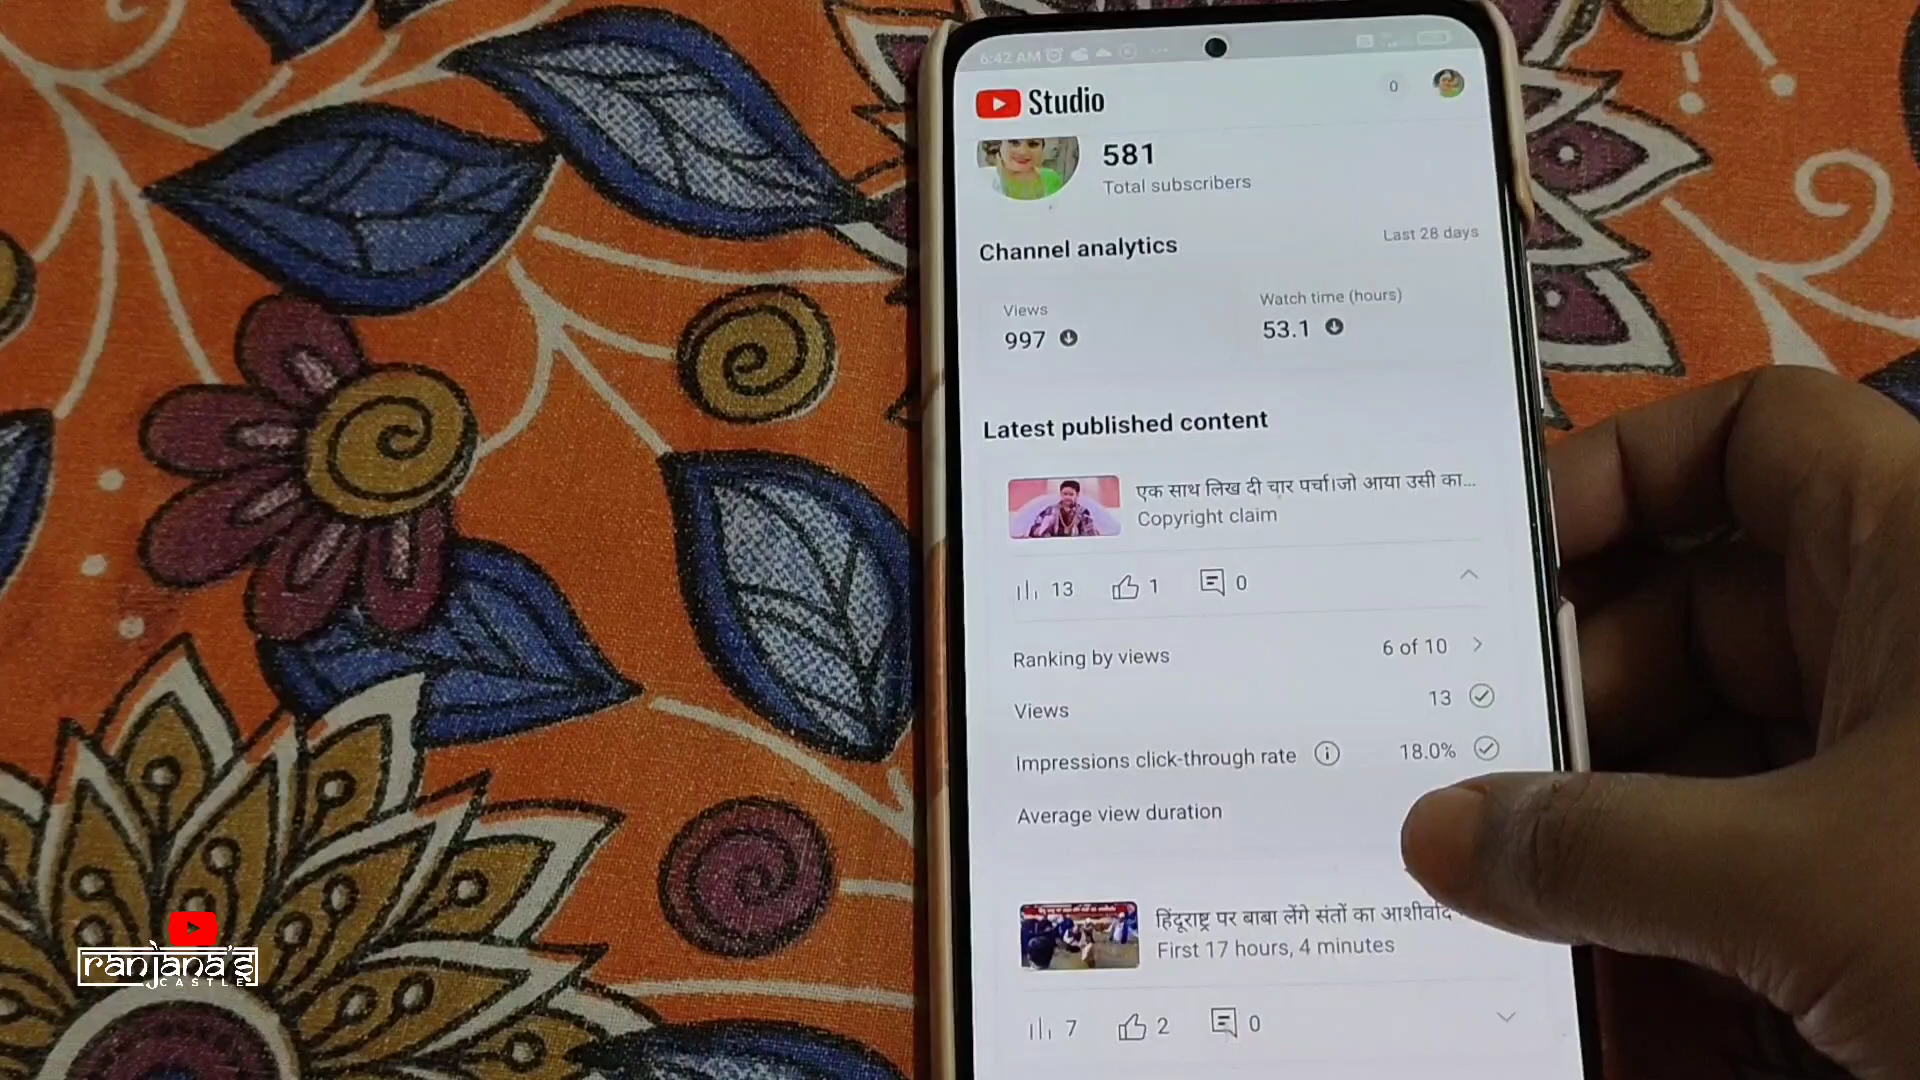 6:42 AM
Studio
0
581
Total subscribers
Channel analytics
Last 28 days
Views
997
Watch time (hours)
53.1
Latest published content
एक साथ लिख दी चार पर्चा।जो आया उसी का...
Copyright claim
13
1
0
Ranking by views
6 of 10
Views
13
Impressions click-through rate
18.0%
Average view duration
हिंदूराष्ट्र पर बाबा लेंगे संतों का आशीर्वाद
First 17 hours, 4 minutes
7
2
0
ranjana's
CASTLE